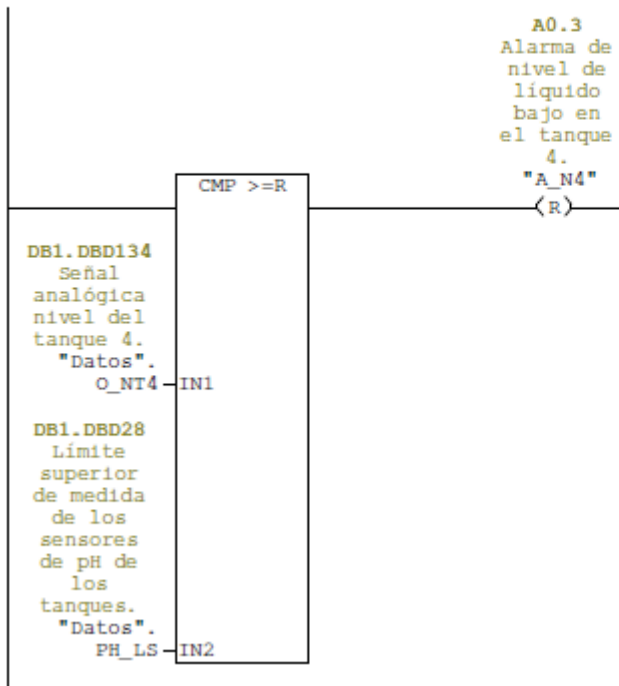 A0.3
Alarma de
nivel de
líquido
bajo en
el tanque
4.
"A_N4"
CMP >=R
R
DB1.DBD134
Señal
analógica
nivel del
tanque 4.
"Datos".
O_NT4
IN1
DB1.DBD28
Límite
superior
de medida
de los
sensores
de pH de
los
tanques.
"Datos".
PH_LS
IN2